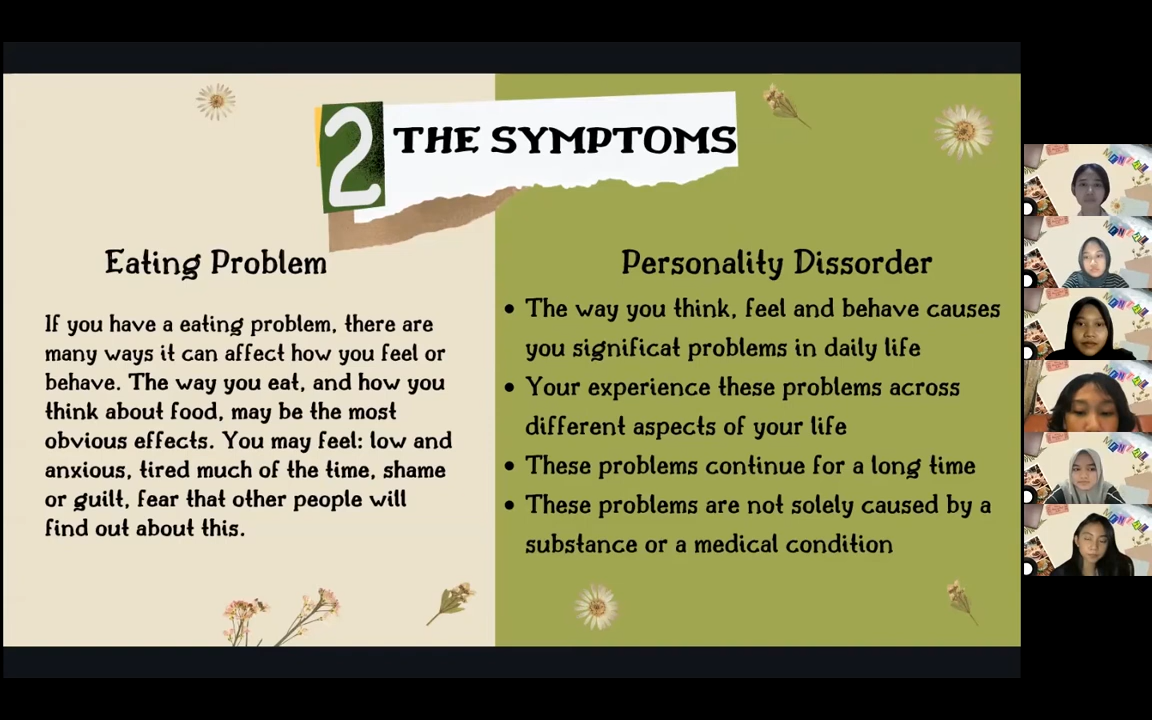 2 THE SYMPTOMS
Eating Problem
If you have a eating problem, there are
many ways it can affect how you feel or
behave. The way you eat, and how you
think about food, may be the most
obvious effects. You may feel: low and
anxious, tired much of the time, shame
or guilt, fear that other people will
find out about this.
Personality Dissorder
• The way you think, feel and behave causes
you significat problems in daily life
• Your experience these problems across
different aspects of your life
• These problems continue for a long time
• These problems are not solely caused by a
substance or a medical condition